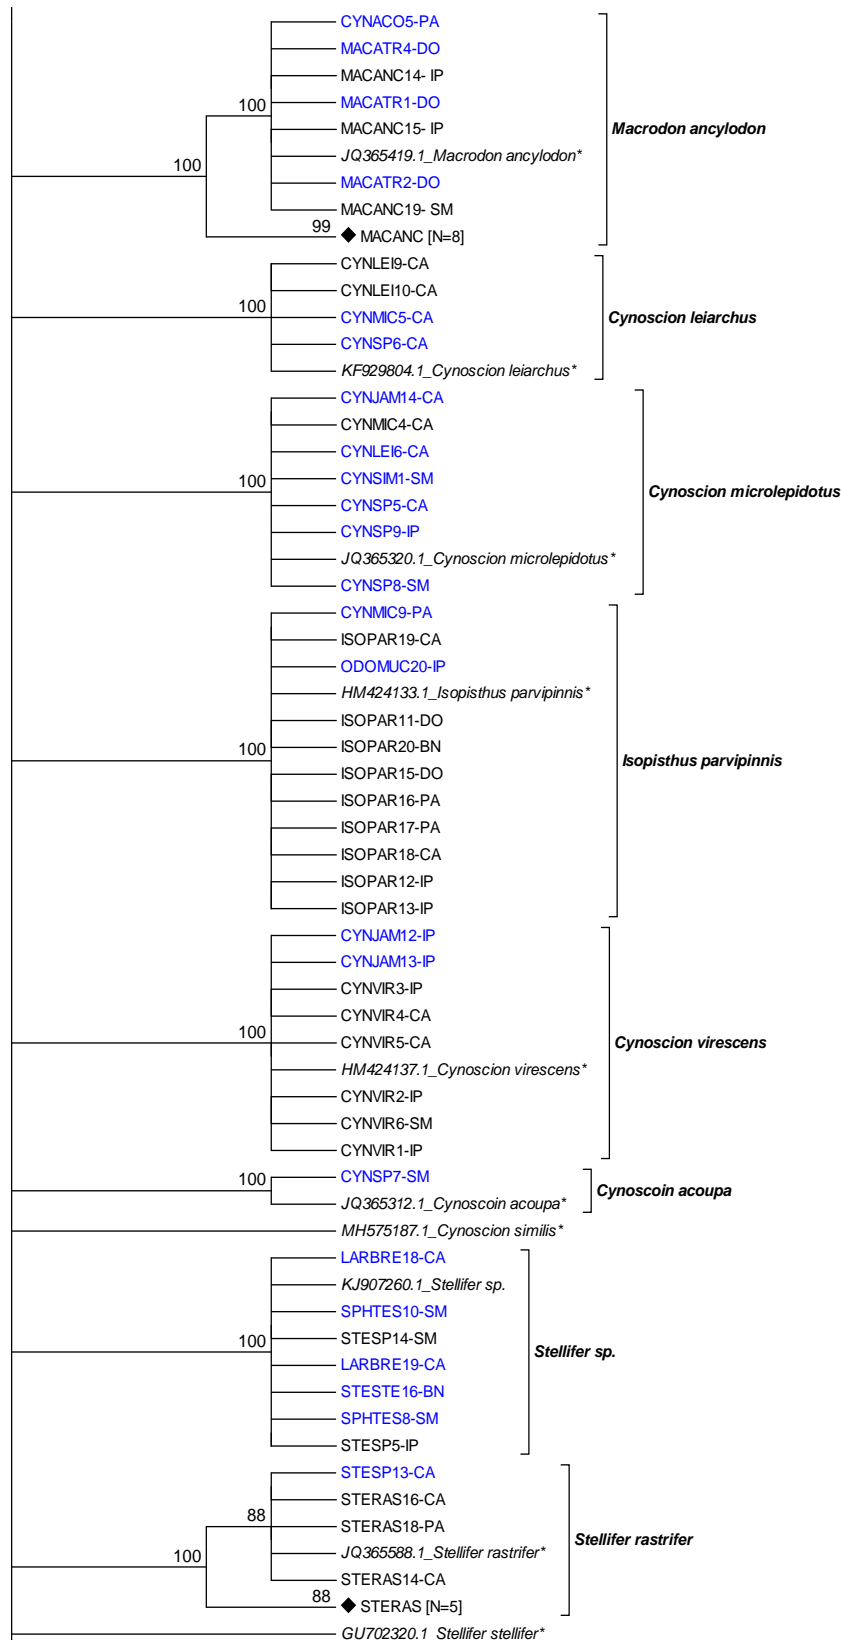 CYNACO5-PA
MACATR4-DO
MACANC14- IP
100
MACATR1-DO
Macrodon ancylodon
MACANC15- IP
JQ365419.1_Macrodon ancylodon*
100
MACATR2-DO
MACANC19- SM
99
◆ MACANC [N=8]
CYNLEI9-CA
CYNLEI10-CA
100
CYNMIC5-CA
Cynoscion leiarchus
CYNSP6-CA
KF929804.1_Cynoscion leiarchus*
CYNJAM14-CA
CYNMIC4-CA
CYNLEI6-CA
100
CYNSIM1-SM
Cynoscion microlepidotus
CYNSP5-CA
CYNSP9-IP
JQ365320.1_Cynoscion microlepidotus*
CYNSP8-SM
CYNMIC9-PA
ISOPAR19-CA
ODOMUC20-IP
HM424133.1_Isopisthus parvipinnis*
ISOPAR11-DO
100
ISOPAR20-BN
Isopisthus parvipinnis
ISOPAR15-DO
ISOPAR16-PA
ISOPAR17-PA
ISOPAR18-CA
ISOPAR12-IP
ISOPAR13-IP
CYNJAM12-IP
CYNJAM13-IP
CYNVIR3-IP
CYNVIR4-CA
100
CYNVIR5-CA
Cynoscion virescens
HM424137.1_Cynoscion virescens*
CYNVIR2-IP
CYNVIR6-SM
CYNVIR1-IP
100
CYNSP7-SM
Cynoscoin acoupa
JQ365312.1_Cynoscoin acoupa*
MH575187.1_Cynoscion similis*
LARBRE18-CA
KJ907260.1_Stellifer sp.
SPHTES10-SM
100
STESP14-SM
Stellifer sp.
LARBRE19-CA
STESTE16-BN
SPHTES8-SM
STESP5-IP
STESP13-CA
STERAS16-CA
88
STERAS18-PA
Stellifer rastrifer
JQ365588.1_Stellifer rastrifer*
100
STERAS14-CA
88
◆ STERAS [N=5]
GU702320.1_Stellifer stellifer*